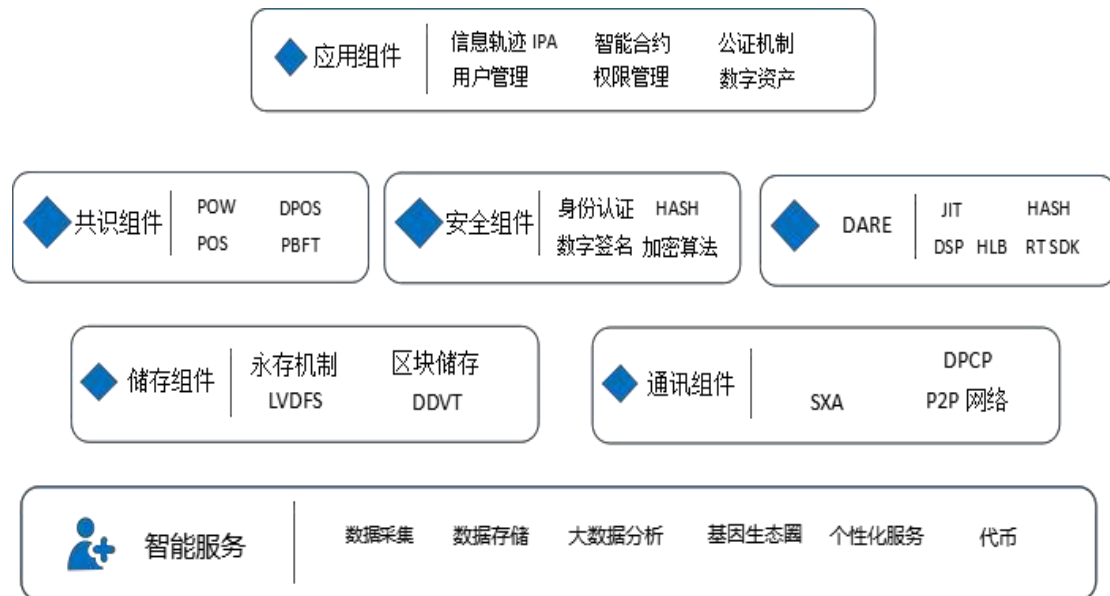 应用组件
信息轨迹 IPA 智能合约 公证机制
用户管理 权限管理 数字资产
共识组件
POW DPOS
POS PBFT
安全组件
身份认证 HASH
数字签名 加密算法
DARE
JIT HASH
DSP HLB RT SDK
储存组件
永存机制 区块储存
LVDFS DDVT
通讯组件
DPCP
SXA P2P 网络
智能服务
数据采集 数据存储 大数据分析 基因生态圈 个性化服务 代币